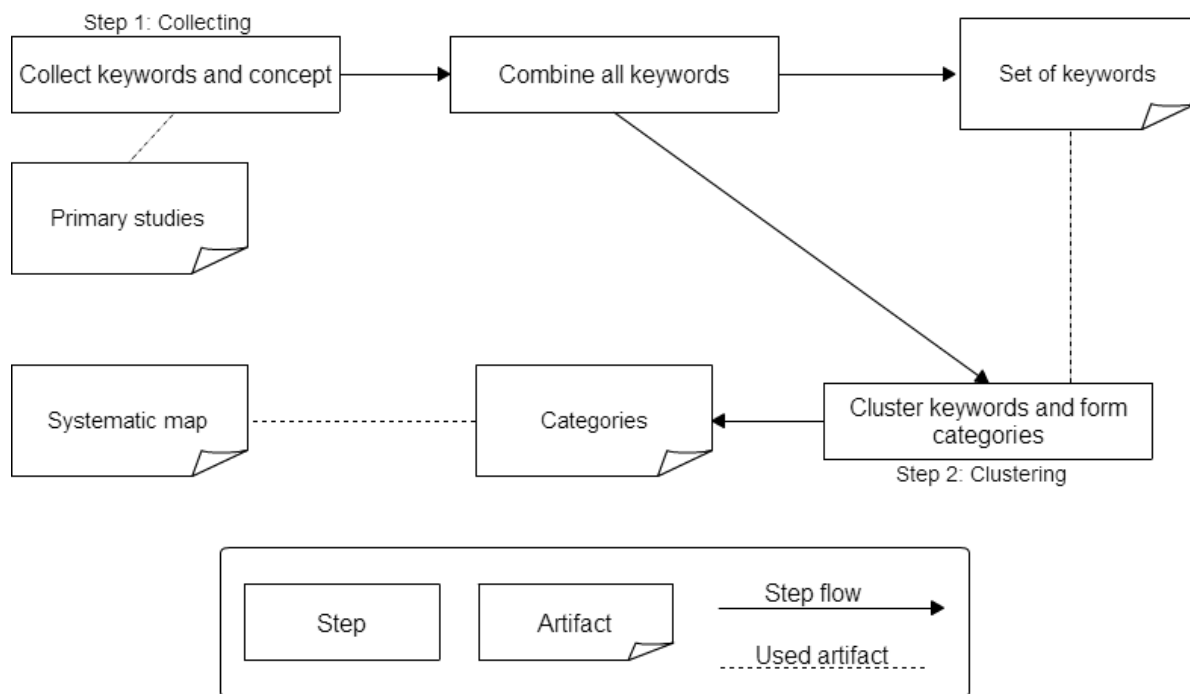 Step 1: Collecting
Collect keywords and concept
Combine all keywords
Set of keywords
Primary studies
Systematic map
Categories
Cluster keywords and form
categories
Step 2: Clustering
Step
Artifact
Step flow
Used artifact